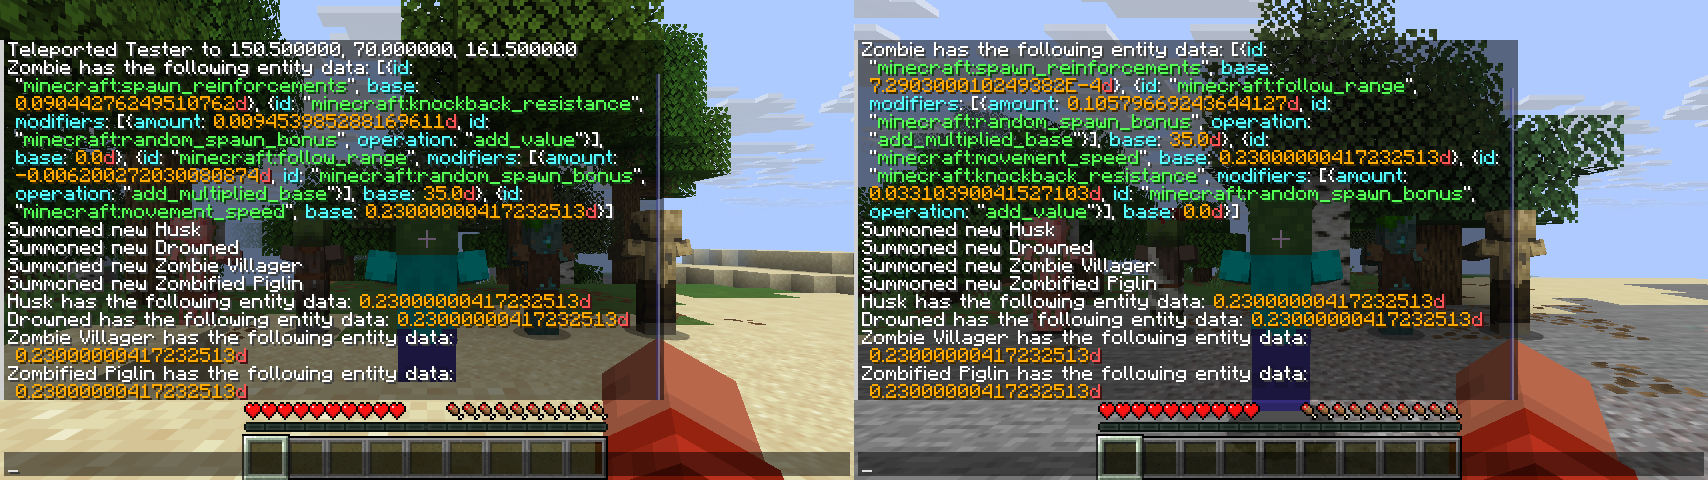 Teleported Tester to 150.500000, 70.000000, 161.500000
Zombie has the following entity data: [{id:
"minecraft:spawn_reinforcements", base:
0.090442762495107​62d}, {id: "minecraft:knockback_resistance",
modifiers: [{amount: 0.009453985288169611d, id:
"minecraft:random_spawn_bonus", operation: "add_value"}],
base: 0.0d}, {id: "minecraft:follow_range", modifiers: [{amount:
-0.006200272030080874d, id: "minecraft:random_spawn_bonus",
operation: "add_multiplied_base"}], base: 35.0d}, {id:
"minecraft:movement_speed", base: 0.23000000417232513d}]
Summoned new Husk
Summoned new Drowned
Summoned new Zombie Villager
Summoned new Zombified Piglin
Husk has the following entity data: 0.23000000417232513d
Drowned has the following entity data: 0.23000000417232513d
Zombie Villager has the following entity data:
0.23000000417232513d
Zombified Piglin has the following entity data:
0.23000000417232513d
_
Zombie has the following entity data: [{id:
"minecraft:spawn_reinforcements", base:
7.290300010249382E-4d}, {id: "minecraft:follow_range",
modifiers: [{amount: 0.105796692436​44127d, id:
"minecraft:random_spawn_bonus", operation:
"add_multiplied_base"}], base: 35.0d}, {id:
"minecraft:movement_speed", base: 0.23000000417232513d}, {id:
"minecraft:knockback_resistance", modifiers: [{amount:
0.03310390041527103d, id: "minecraft:random_spawn_bonus",
operation: "add_value"}], base: 0.0d}]
Summoned new Husk
Summoned new Drowned
Summoned new Zombie Villager
Summoned new Zombified Piglin
Husk has the following entity data: 0.23000000417232513d
Drowned has the following entity data: 0.23000000417232513d
Zombie Villager has the following entity data:
0.23000000417232513d
Zombified Piglin has the following entity data:
0.23000000417232513d
_